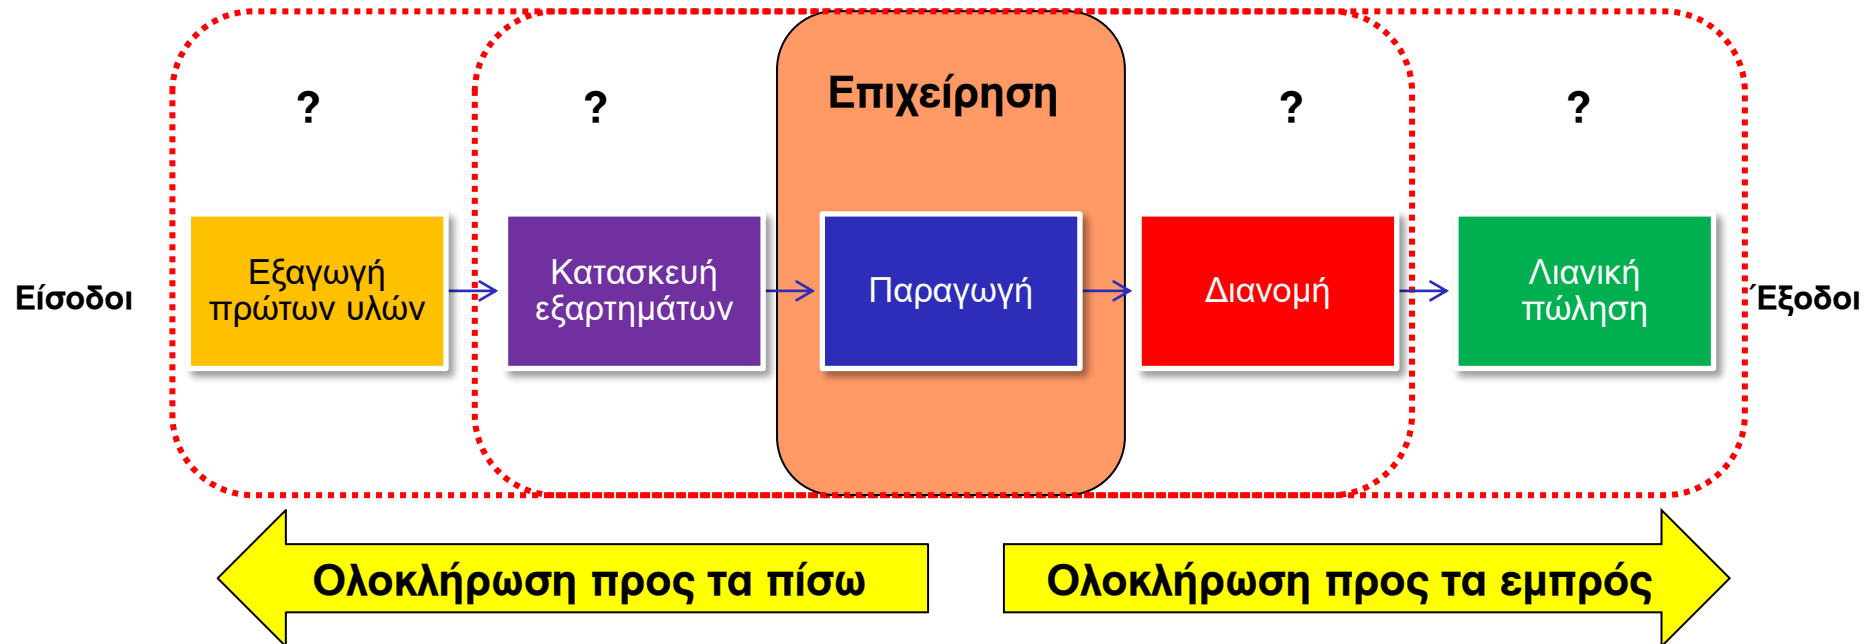 ?
?
Επιχείρηση
?
?
Είσοδοι
Εξαγωγή
πρώτων υλών
Κατασκευή
εξαρτημάτων
Παραγωγή
Διανομή
Λιανική
πώληση
Έξοδοι
Ολοκλήρωση προς τα πίσω
Ολοκλήρωση προς τα εμπρός